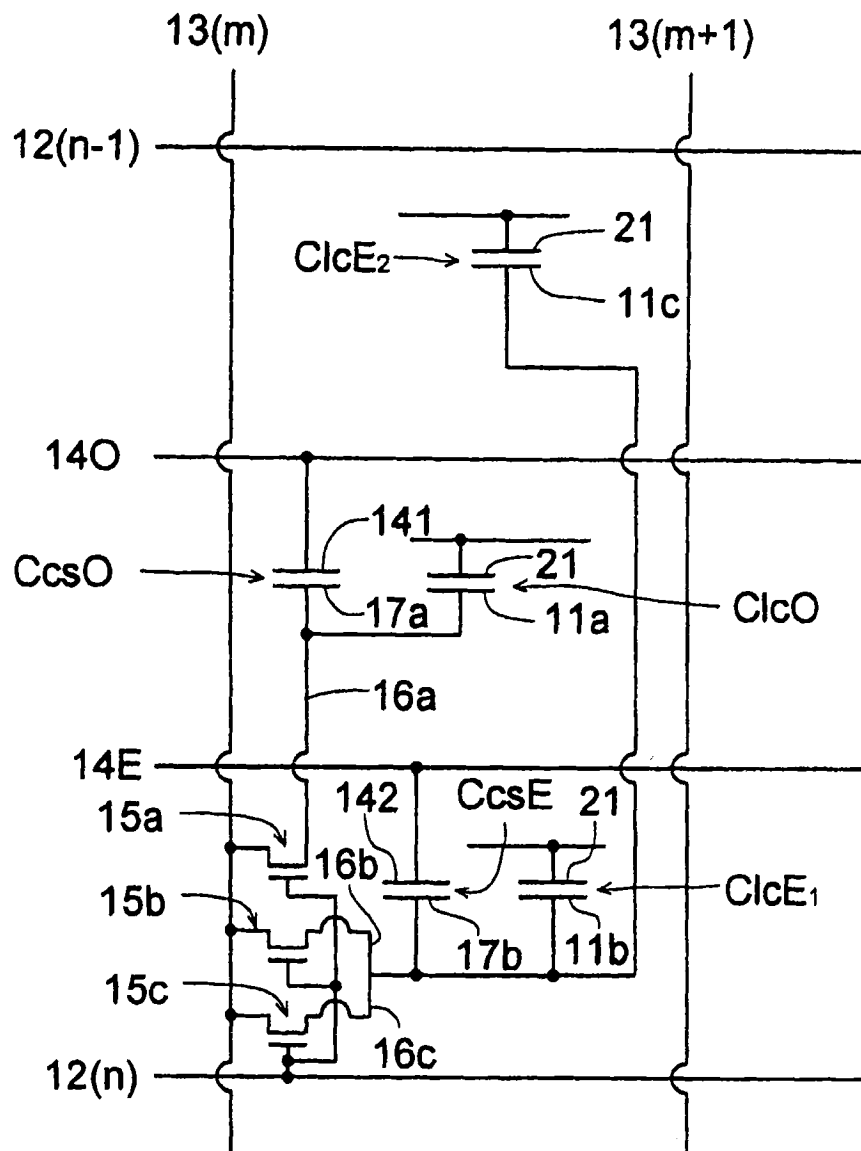 13(m)
13(m+1)
12(n-1)
21
ClcE2
11c
14O
141
CcsO
21
17a
11a
ClcO
16a
14E
CcsE
142
21
15a
16b
ClcE1
15b
17b
11b
15c
16c
12(n)